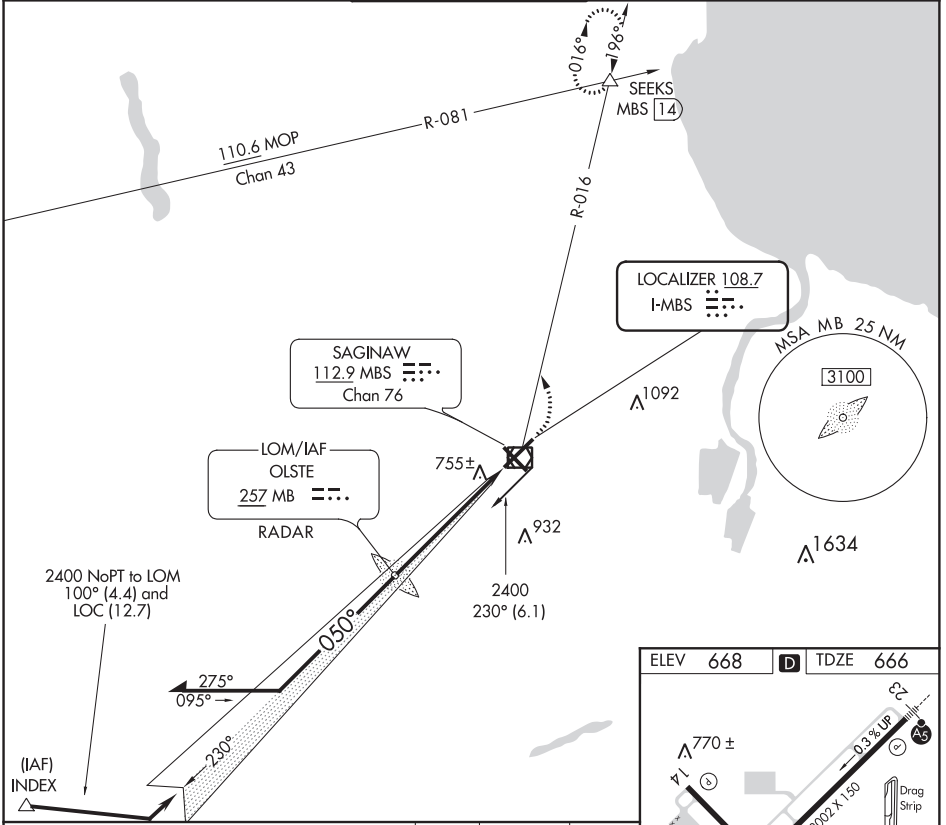 016°
196°
SEEKS
MBS 14
R-081
110.6 MOP
Chan 43
R-016
LOCALIZER 108.7
I-MBS
MSA MB 25 NM
3100
SAGINAW
112.9 MBS
Chan 76
1092
LOM/IAF
OLSTE
257 MB
RADAR
755±
932
1634
2400 NoPT to LOM
100° (4.4) and
LOC (12.7)
2400
230° (6.1)
050°
275°
095°
230°
(IAF)
INDEX
ELEV 668 D TDZE 666
23
A5
0.3% UP
P
770 ±
14
P
Drag
Strip
002 X 150